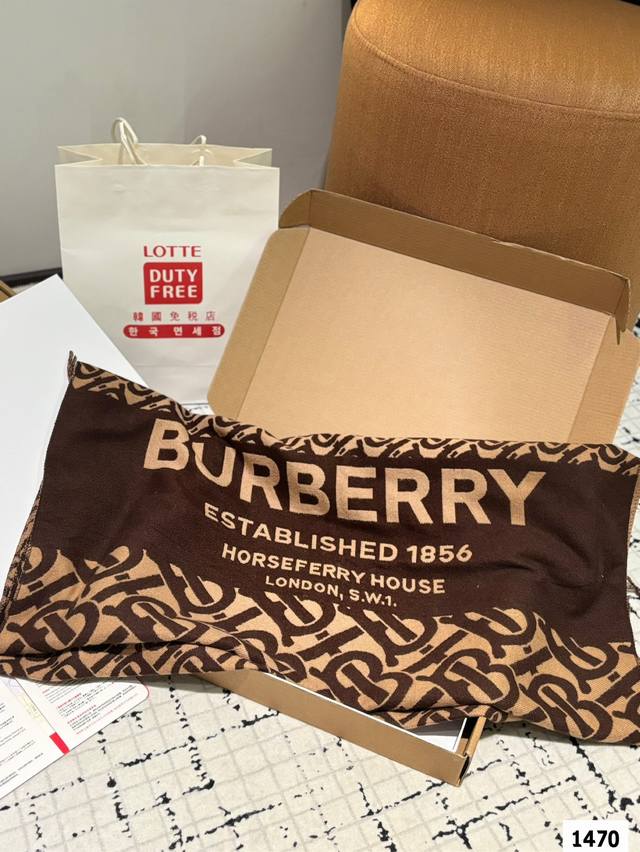 LOTTE
DUTY
FREE
韓國免税店
한국면세점
BURBERRY
ESTABLISHED 1856
HORSEFERRY HOUSE
LONDON, S.W.1.
1470